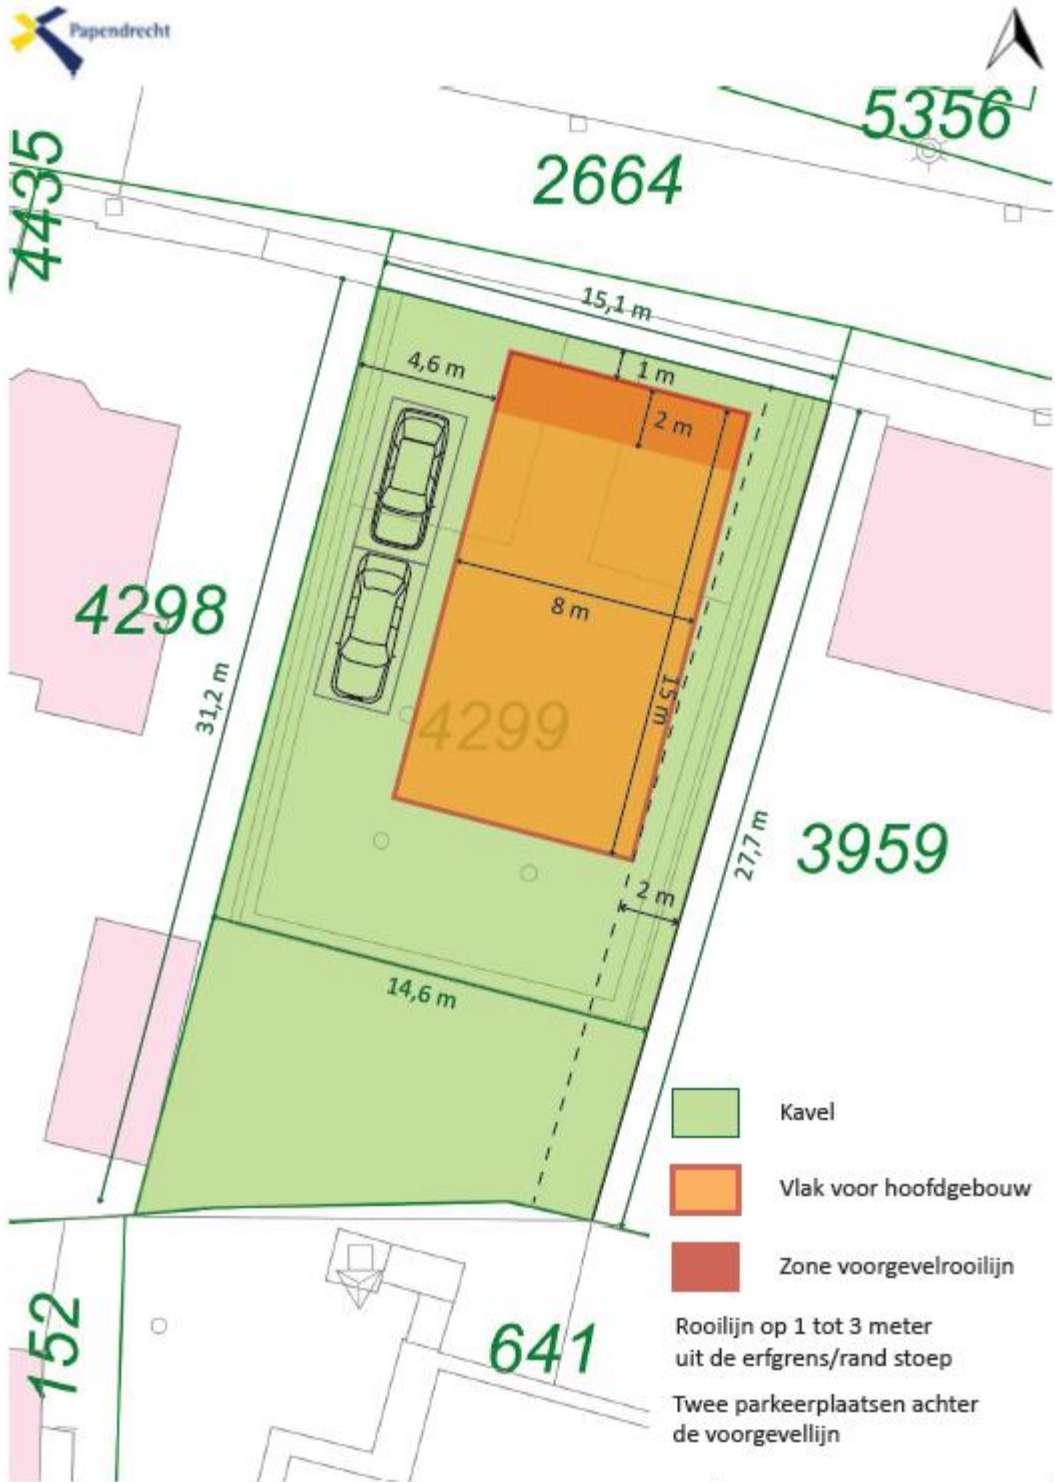 Papendrecht
5356
4435
2664
15,1 m
4,6 m
1 m
2 m
8 m
4298
31,2 m
15 m
4299
27,7 m
3959
2 m
14,6 m
Kavel
Vlak voor hoofdgebouw
Zone voorgevelrooilijn
Rooilijn op 1 tot 3 meter
uit de erfgrens/rand stoep
Twee parkeerplaatsen achter
de voorgevellijn
152
641